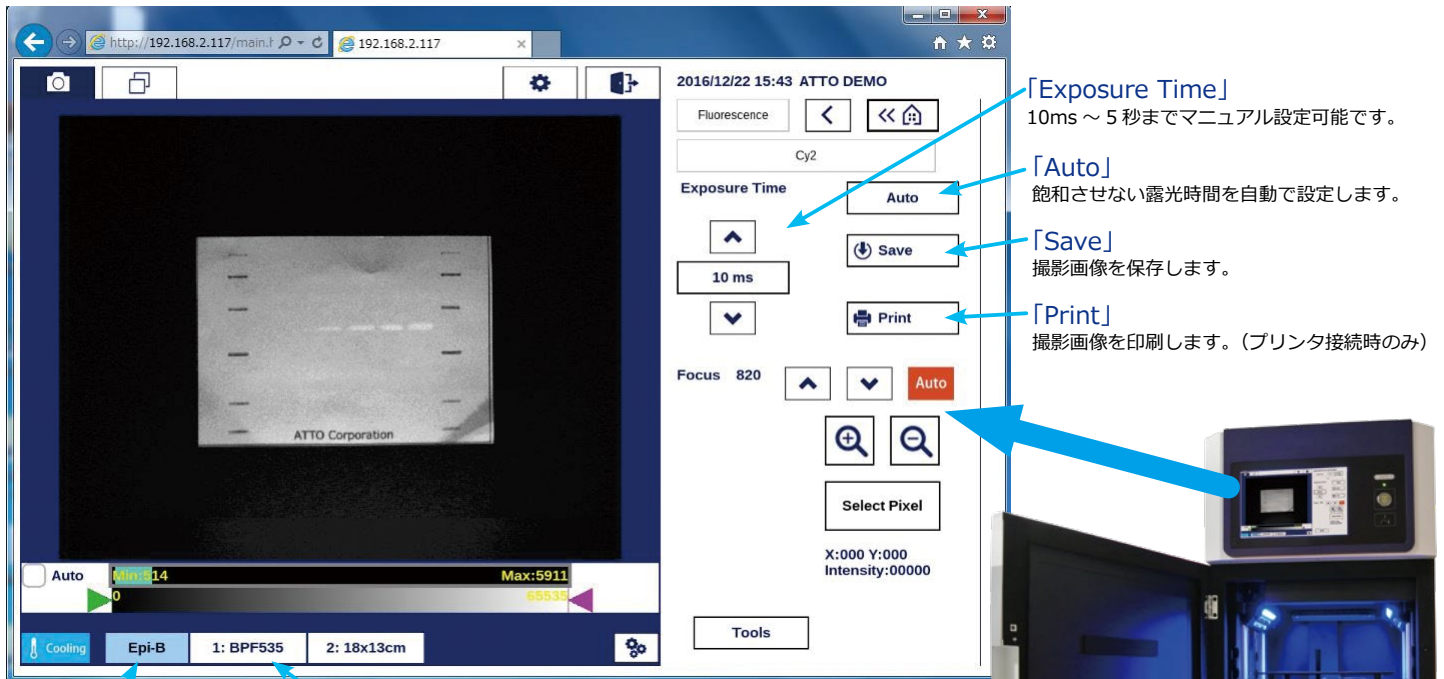 http://192.168.2.117/main.h
192.168.2.117
2016/12/22 15:43 ATTO DEMO
Fluorescence
Cy2
Exposure Time
Auto
10 ms
Save
Print
Focus 820
Auto
Select Pixel
X:000 Y:000
Intensity:00000
Tools
ATTO Corporation
Auto
Min:514
Max:5911
0
65535
Cooling
Epi-B
1: BPF535
2: 18x13cm
「Exposure Time」
10ms ～ 5 秒までマニュアル設定可能です。
「Auto」
飽和させない露光時間を自動で設定します。
「Save」
撮影画像を保存します。
「Print」
撮影画像を印刷します。（プリンタ接続時のみ）